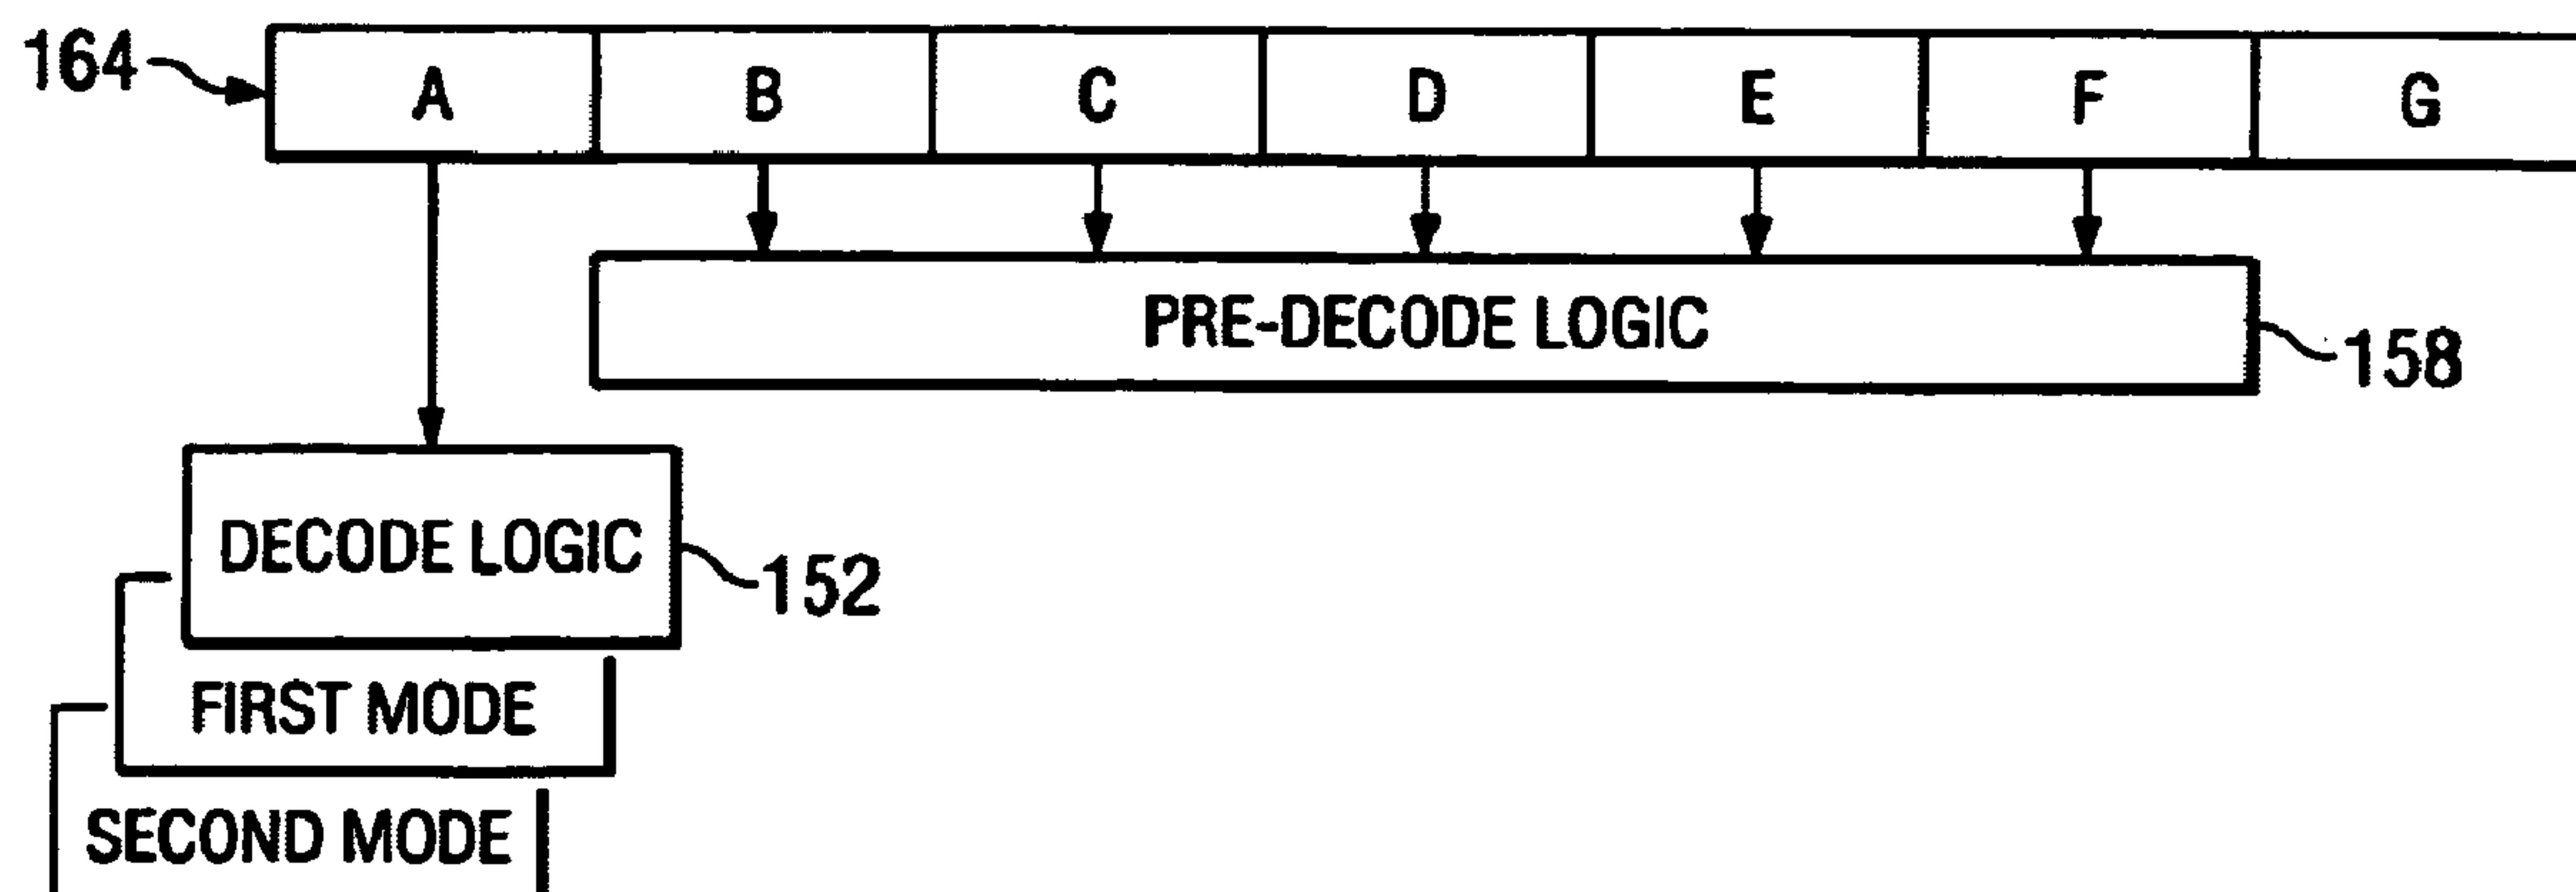 164 A B C D E F G
PRE-DECODE LOGIC
158
DECODE LOGIC
152
FIRST MODE
SECOND MODE